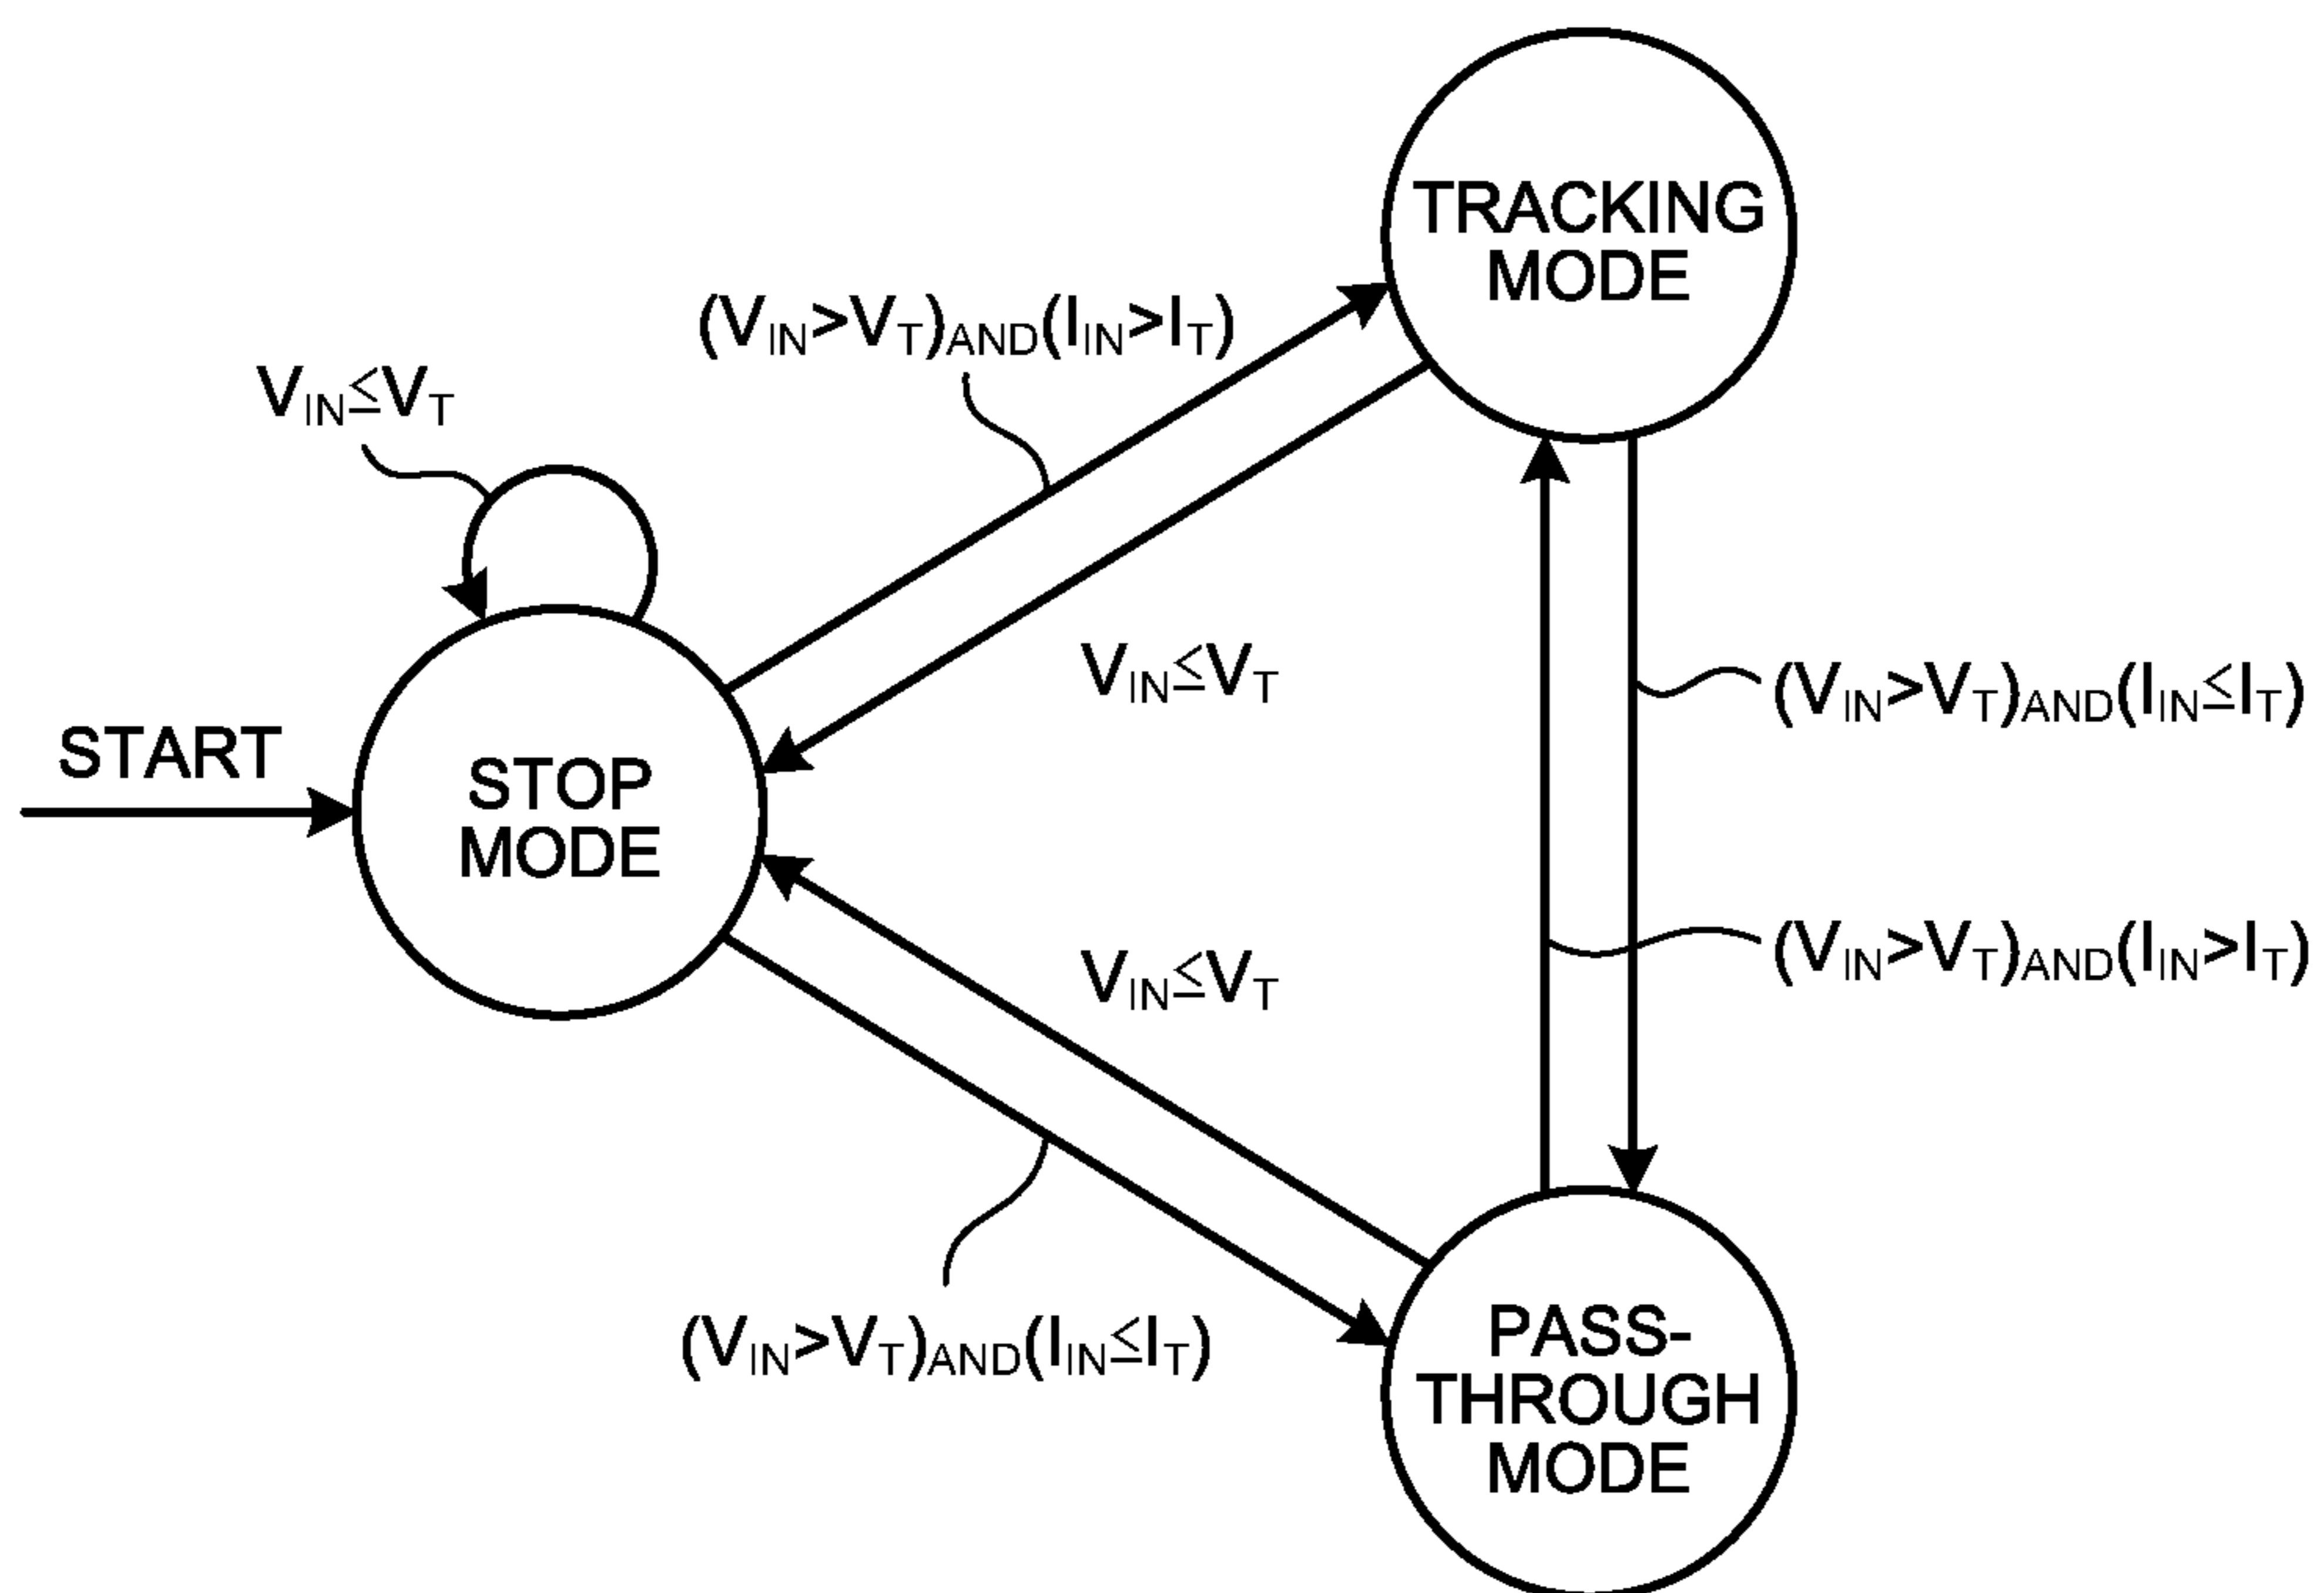 TRACKING
MODE
(VIN>VT)AND(IIN>IT)
VIN≤VT
VIN≤VT
(VIN>VT)AND(IIN≤IT)
START
STOP
MODE
(VIN>VT)AND(IIN>IT)
VIN≤VT
(VIN>VT)AND(IIN≤IT)
PASS-
THROUGH
MODE